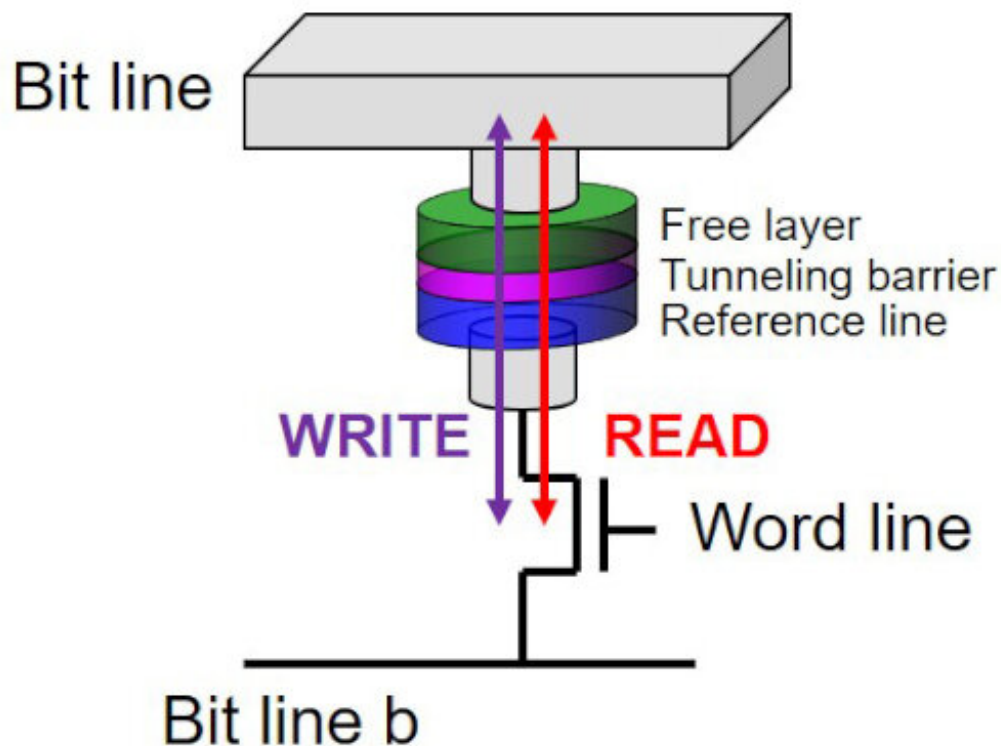 Bit line
Free layer
Tunneling barrier
Reference line
WRITE
READ
Word line
Bit line b